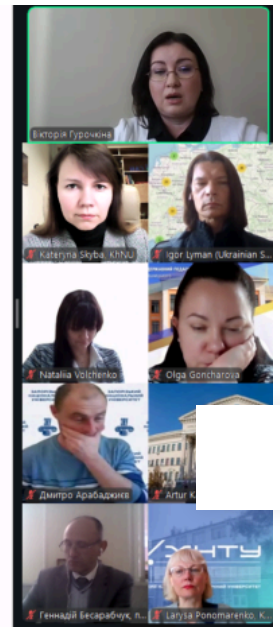 Вікторія Гурочкіна
Kateryna Skyba, KhNU
Igor Lyman (Ukrainian S...
Nataliia Volchenko
Olga Goncharova
Дмитро Арабаджиєв
Artur K
ХНТУ
Геннадій Бесарабчук, п...
Larysa Ponomarenko, K...